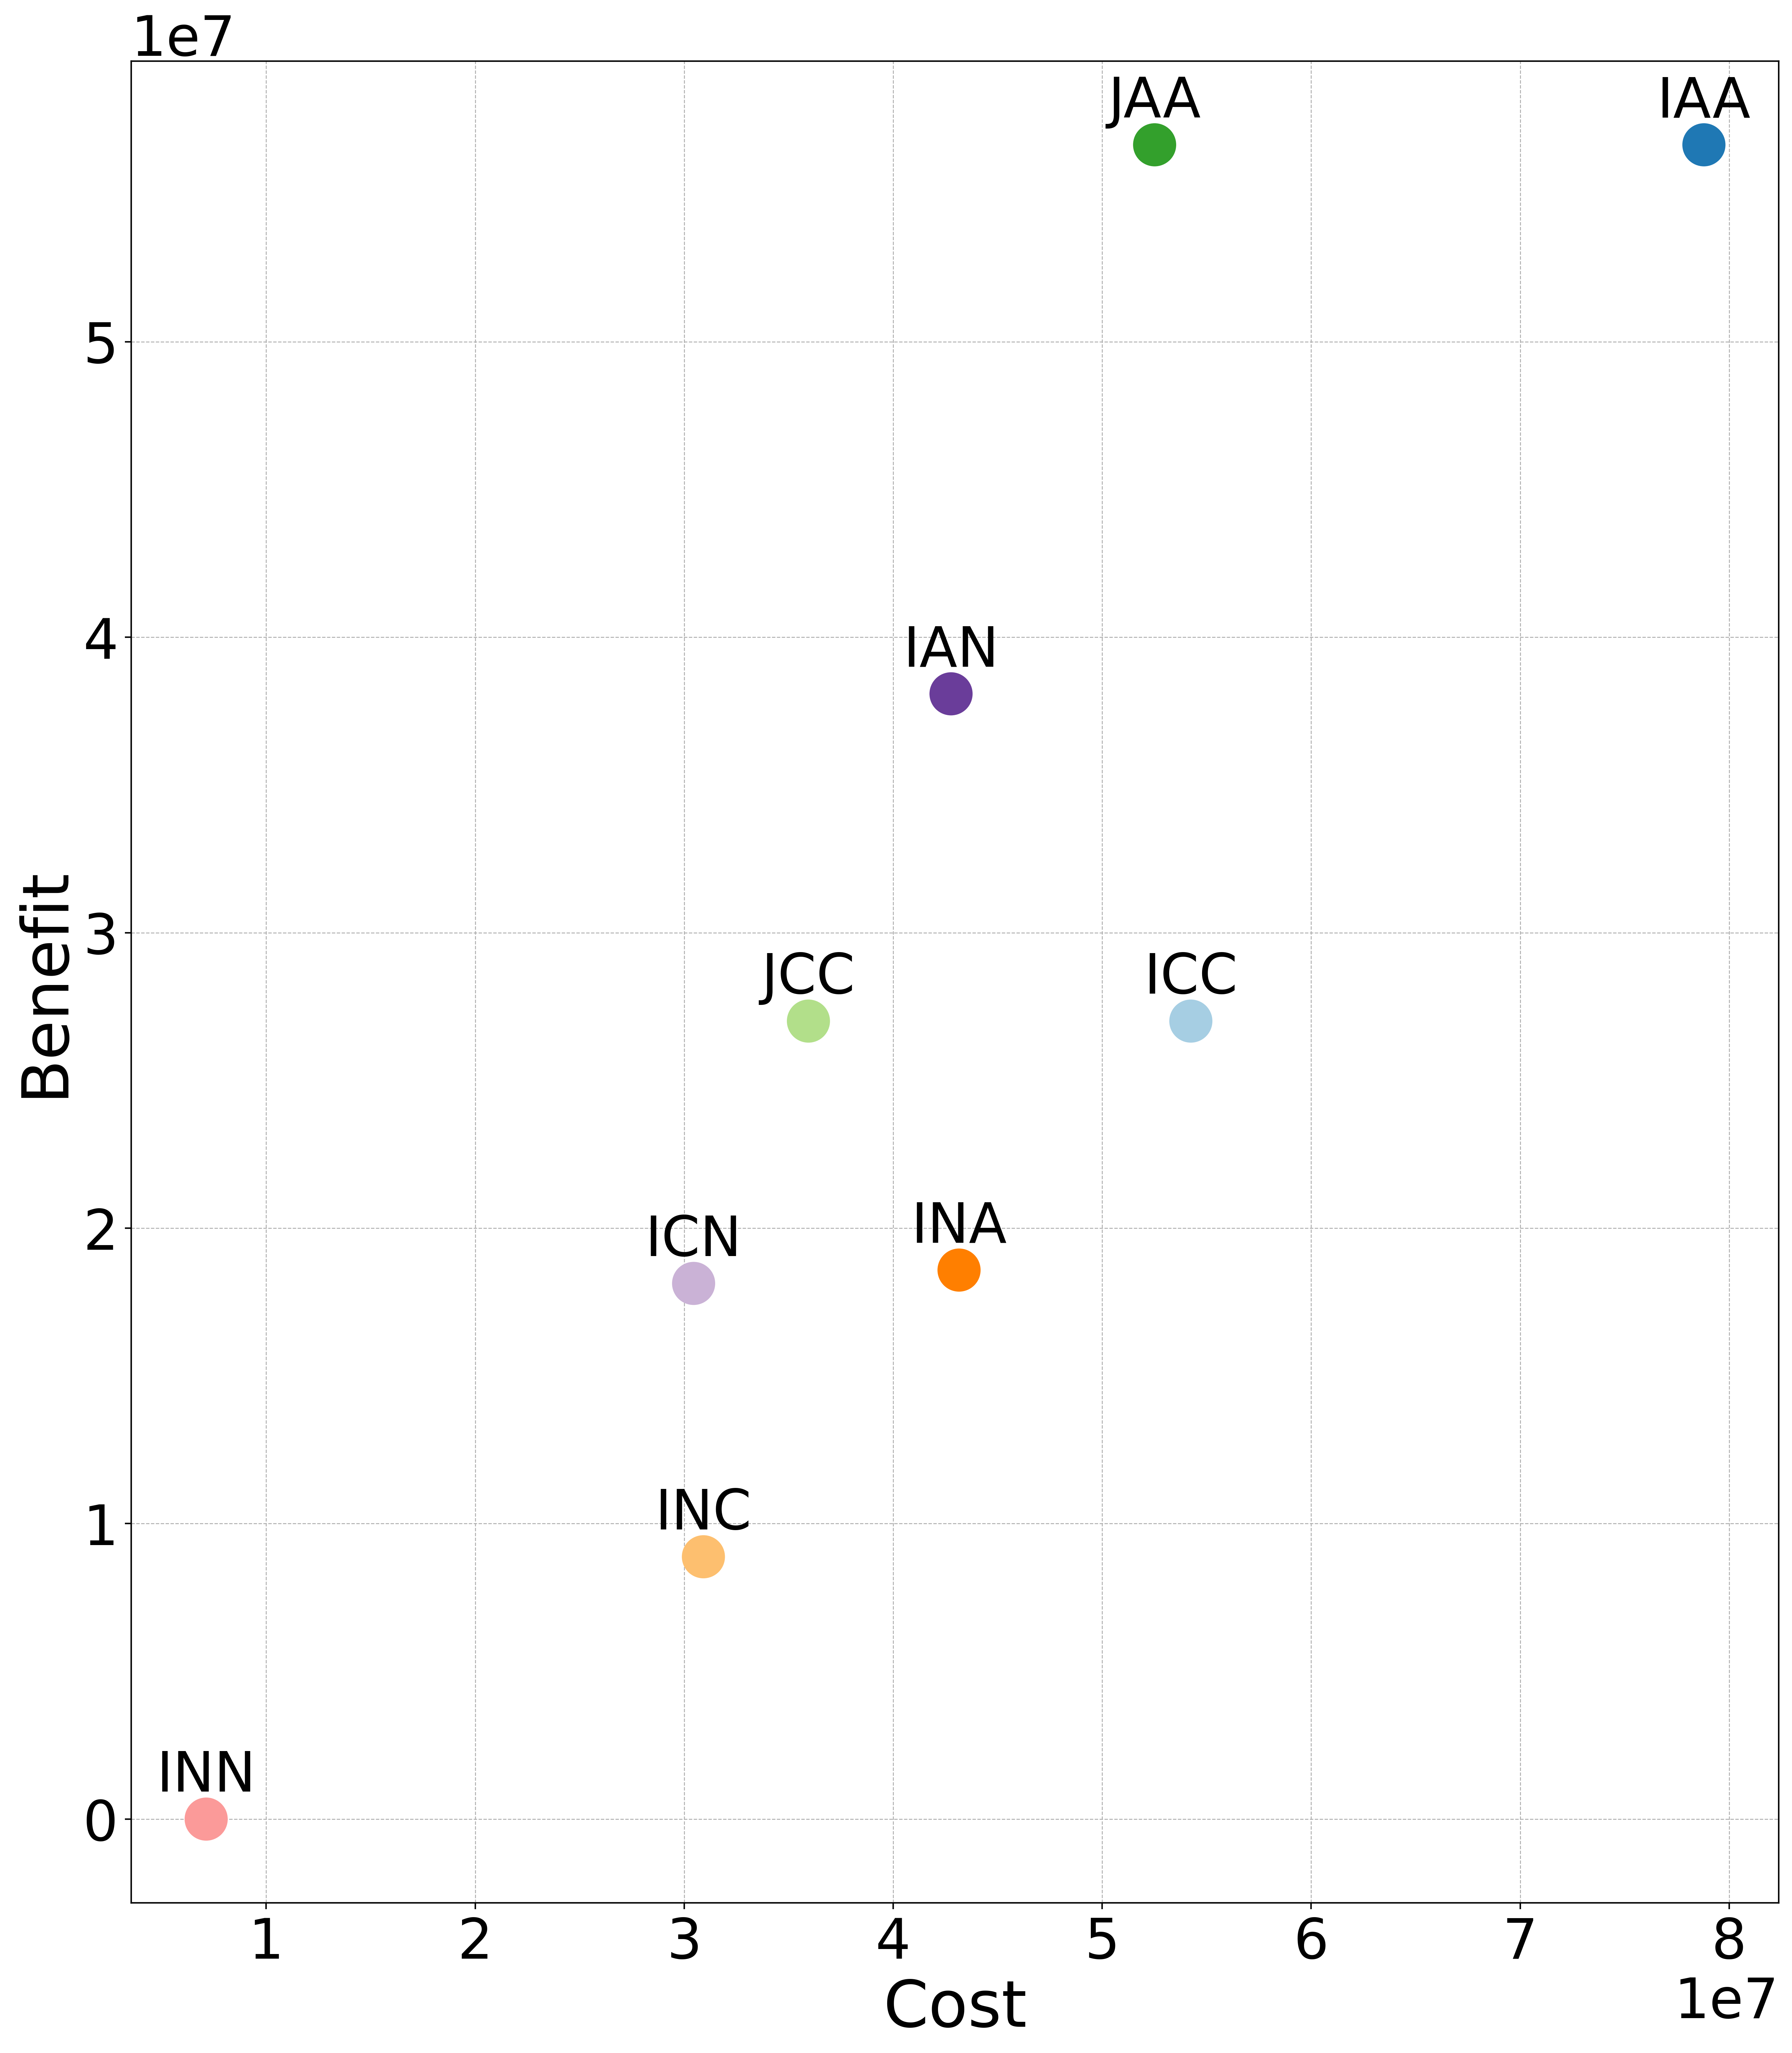 1e7
JAA
IAA
5
4
IAN
3
JCC
ICC
Benefit
2
ICN
INA
1
INC
INN
0
1 2 3 4 5 6 7 8
Cost
1e7